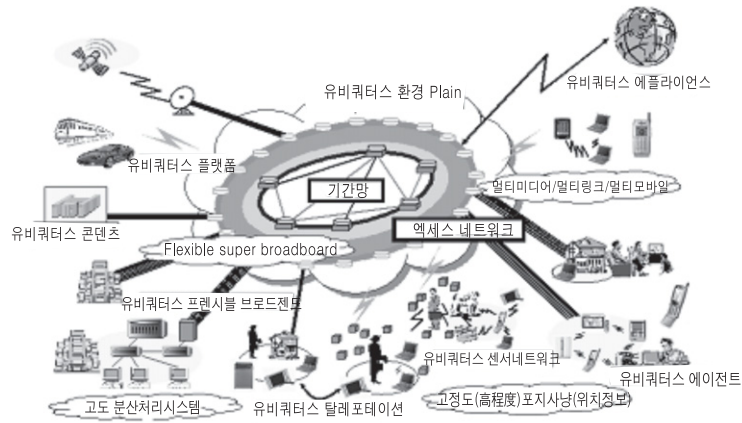 유비쿼터스 환경 Plain
유비쿼터스 에플라이언스
유비쿼터스 플랫폼
기간망
멀티미디어/멀티링크/멀티모바일
유비쿼터스 콘텐츠
엑세스 네트워크
Flexible super broadboard
유비쿼터스 프렌시블 브로드젠드
유비쿼터스 센서네트워크
유비쿼터스 에이전트
고도 분산처리시스템
유비쿼터스 탈레포테이션
고정도(高程度)포지사냥(위치정보)